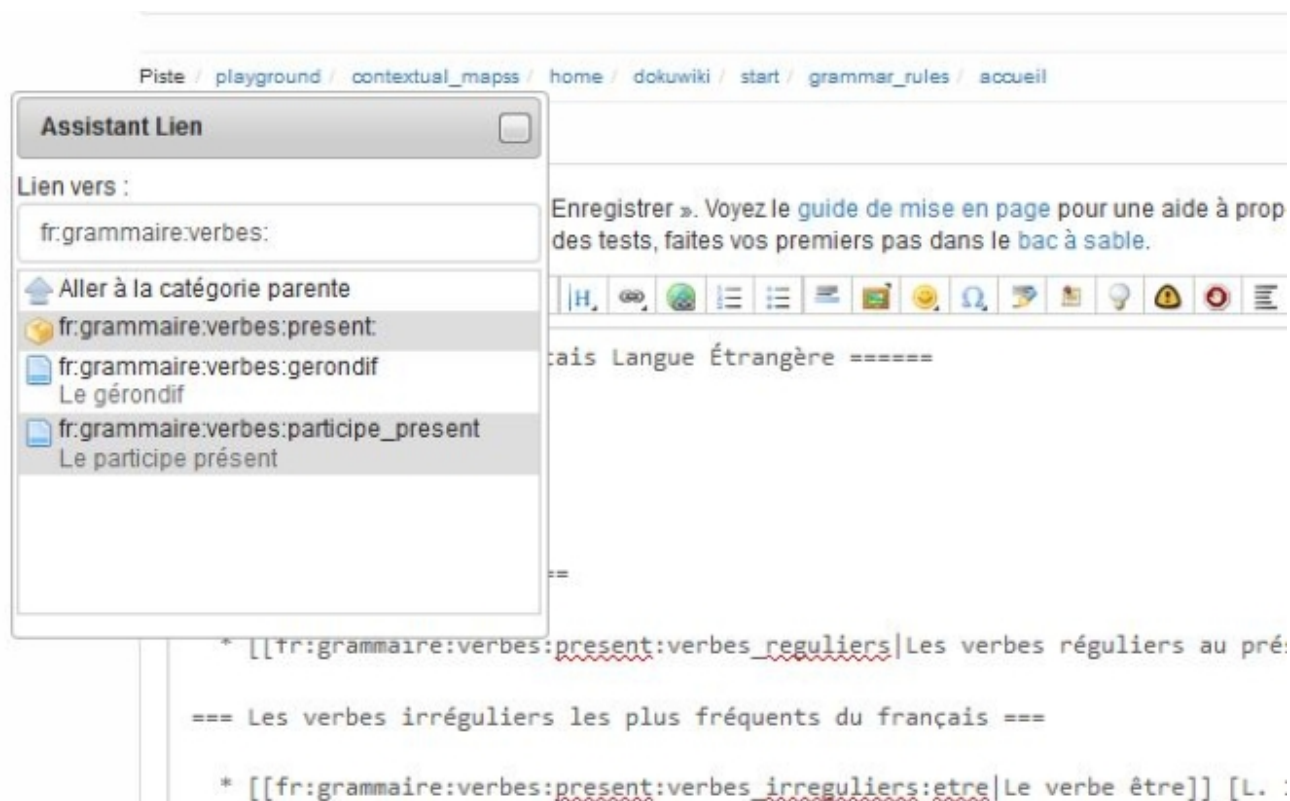 Piste / playground / contextual_mapss / home / dokuwiki / start / grammar_rules / accueil
Assistant Lien
Lien vers :
fr:grammaire:verbes:
Aller à la catégorie parente
fr:grammaire:verbes:present:
fr:grammaire:verbes:gerondif
Le gérondif
fr:grammaire:verbes:participe_present
Le participe présent
Enregistrer ». Voyez le guide de mise en page pour une aide à prop
des tests, faites vos premiers pas dans le bac à sable.
H
Ω
ais Langue Étrangère ======
==
* [[fr:grammaire:verbes:present:verbes_reguliers|Les verbes réguliers au pré
=== Les verbes irréguliers les plus fréquents du français ===
* [[fr:grammaire:verbes:present:verbes_irreguliers:etre|Le verbe être]] [L.